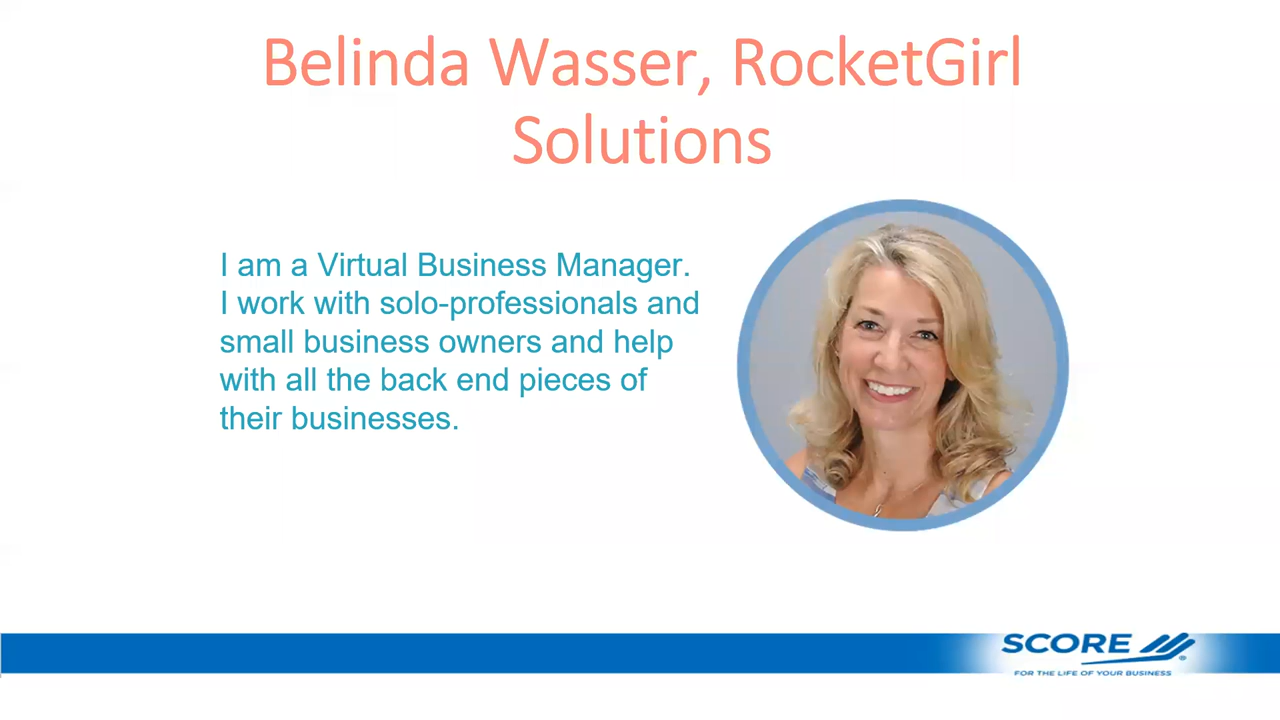 Belinda Wasser, RocketGirl
Solutions
I am a Virtual Business Manager.
I work with solo-professionals and
small business owners and help
with all the back end pieces of
their businesses.
SCORE
FOR THE LIFE OF YOUR BUSINESS